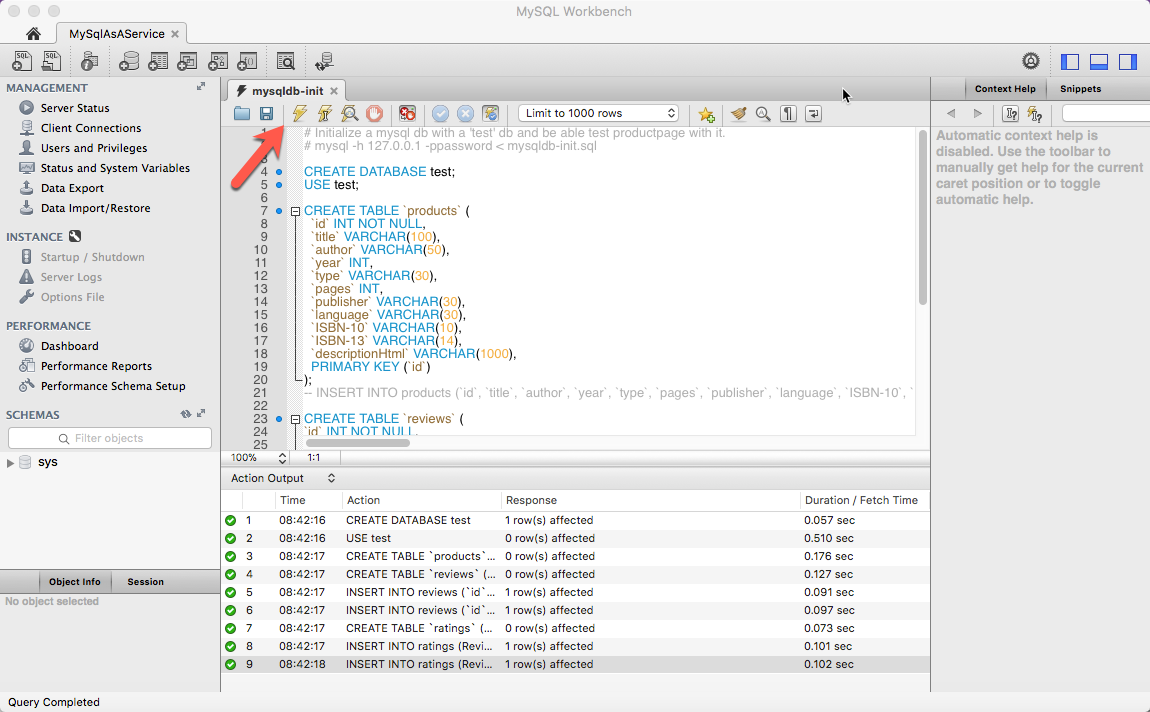 MySQL Workbench
MySqlAsAService
SQL SQL
MANAGEMENT
Server Status
Client Connections
Users and Privileges
Status and System Variables
Data Export
Data Import/Restore
INSTANCE
Startup / Shutdown
Server Logs
Options File
PERFORMANCE
Dashboard
Performance Reports
Performance Schema Setup
SCHEMAS
Filter objects
sys
Object Info Session
No object selected
mysqldb-init
Limit to 1000 rows
1 # Initialize a mysql db with a 'test' db and be able test productpage with it.
# mysql -h 127.0.0.1 -ppassword < mysqldb-init.sql
3
4 CREATE DATABASE test;
5 USE test;
6
7 CREATE TABLE `products` (
8 `id` INT NOT NULL,
9 `title` VARCHAR(100),
10 `author` VARCHAR(50),
11 `year` INT,
12 `type` VARCHAR(30),
13 `pages` INT,
14 `publisher` VARCHAR(30),
15 `language` VARCHAR(30),
16 `ISBN-10` VARCHAR(10),
17 `ISBN-13` VARCHAR(14),
18 `descriptionHtml` VARCHAR(1000),
19 PRIMARY KEY (`id`)
20 );
21 -- INSERT INTO products (`id`, `title`, `author`, `year`, `type`, `pages`, `publisher`, `language`, `ISBN-10`, `
22
23 CREATE TABLE `reviews` (
24 `id` INT NOT NULL,
25
100% 1:1
Action Output
Time Action Response Duration / Fetch Time
1 08:42:16 CREATE DATABASE test 1 row(s) affected 0.057 sec
2 08:42:16 USE test 0 row(s) affected 0.510 sec
3 08:42:17 CREATE TABLE `products`... 0 row(s) affected 0.176 sec
4 08:42:17 CREATE TABLE `reviews` (... 0 row(s) affected 0.127 sec
5 08:42:17 INSERT INTO reviews (`id`... 1 row(s) affected 0.091 sec
6 08:42:17 INSERT INTO reviews (`id`... 1 row(s) affected 0.097 sec
7 08:42:17 CREATE TABLE `ratings` (... 0 row(s) affected 0.073 sec
8 08:42:17 INSERT INTO ratings (Revi... 1 row(s) affected 0.101 sec
9 08:42:18 INSERT INTO ratings (Revi... 1 row(s) affected 0.102 sec
Context Help Snippets
Automatic context help is
disabled. Use the toolbar to
manually get help for the current
caret position or to toggle
automatic help.
Query Completed